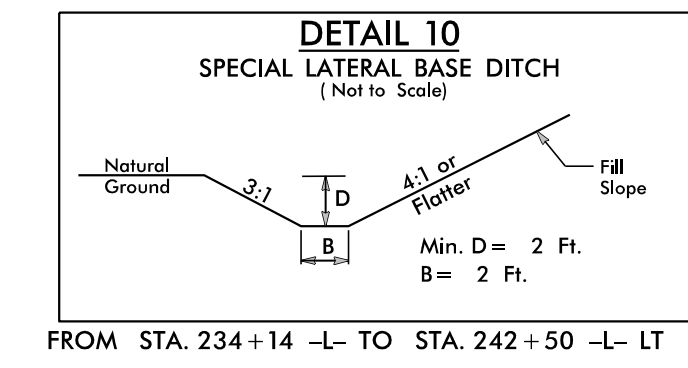 DETAIL 10
SPECIAL LATERAL BASE DITCH
( Not to Scale)
Natural
Ground
3:1
D
4:1 or
Flatter
Fill
Slope
B
Min. D = 2 Ft.
B = 2 Ft.
FROM STA. 234+14 -L- TO STA. 242+50 -L- LT